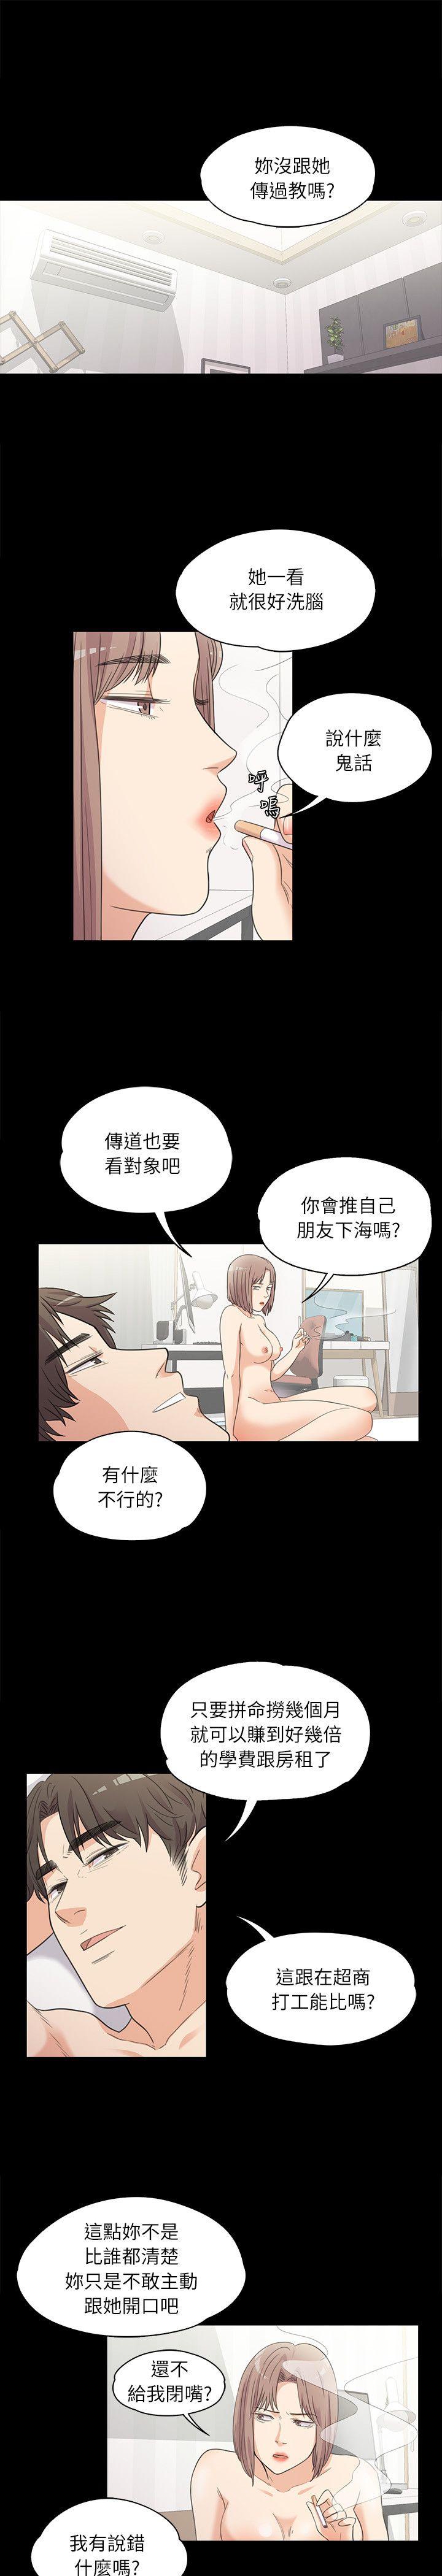 妳沒跟她
傳過教嗎?
她一看
就很好洗腦
說什麼
鬼話
呼
嗚
傳道也要
看對象吧
你會推自己
朋友下海嗎?
有什麼
不行的?
只要拼命撈幾個月
就可以賺到好幾倍
的學費跟房租了
這跟在超商
打工能比嗎?
這點妳不是
比誰都清楚
妳只是不敢主動
跟她開口吧
還不
給我閉嘴?
我有說錯
什麼嗎?